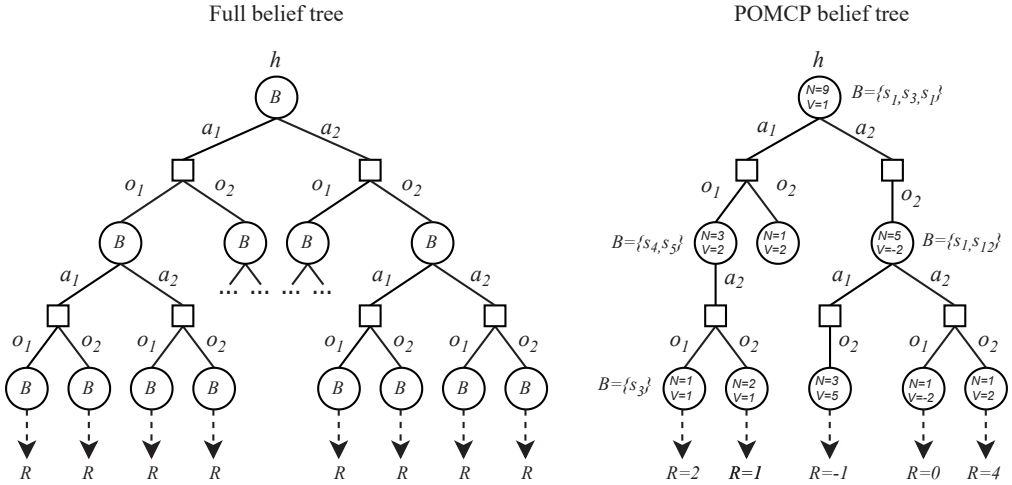 Full belief tree
POMCP belief tree
h
h
B
N=9
V=1
B={s1,s3,s1}
a1
a2
a1
a2
o1
o2
o1
o2
o1
o2
o2
B
B
B
B
B={s4,s5}
N=3
V=2
N=1
V=2
N=5
V=-2
B={s1,s12}
... ... ... ...
a1
a2
a1
a2
a2
a1
a2
o1
o2
o1
o2
o1
o2
o1
o2
o1
o2
o2
o1
o2
B
B
B
B
B
B
B
B
B={s3}
N=1
V=1
N=2
V=1
N=3
V=5
N=1
V=-2
N=1
V=2
R
R
R
R
R
R
R
R
R=2
R=1
R=-1
R=0
R=4